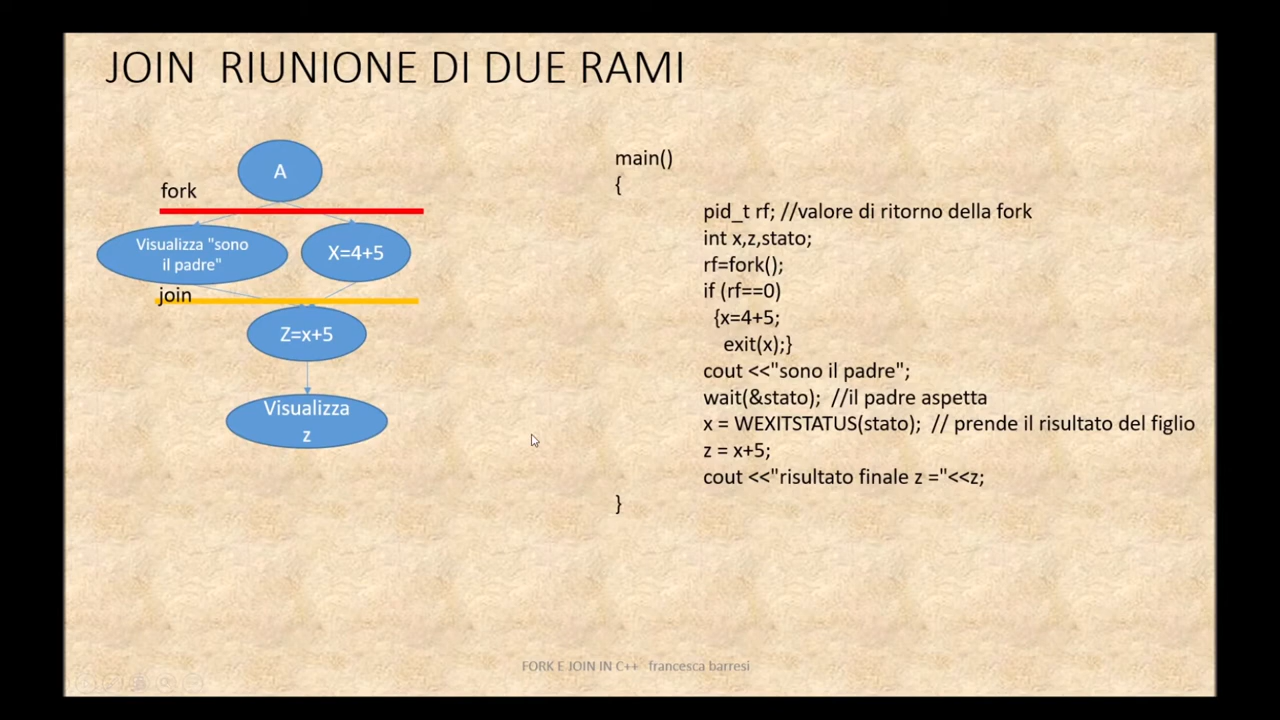 JOIN RIUNIONE DI DUE RAMI
A
fork
Visualizza "sono
il padre"
X=4+5
join
Z=x+5
Visualizza
z
main()
{
pid_t rf; //valore di ritorno della fork
int x,z,stato;
rf=fork();
if (rf==0)
{x=4+5;
exit(x);}
cout <<"sono il padre";
wait(&stato); //il padre aspetta
x = WEXITSTATUS(stato); // prende il risultato del figlio
z = x+5;
cout <<"risultato finale z ="<<z;
}
FORK E JOIN IN C++ francesca barresi